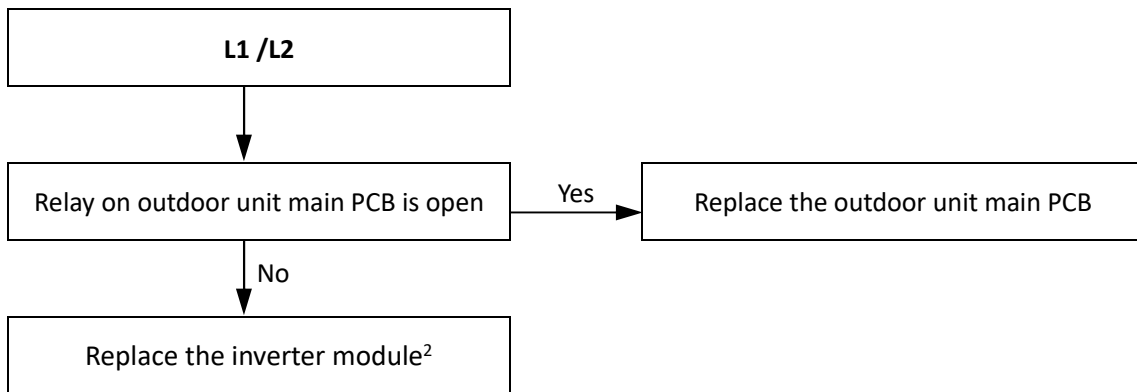 L1 /L2
Relay on outdoor unit main PCB is open
Yes
Replace the outdoor unit main PCB
No
Replace the inverter module²